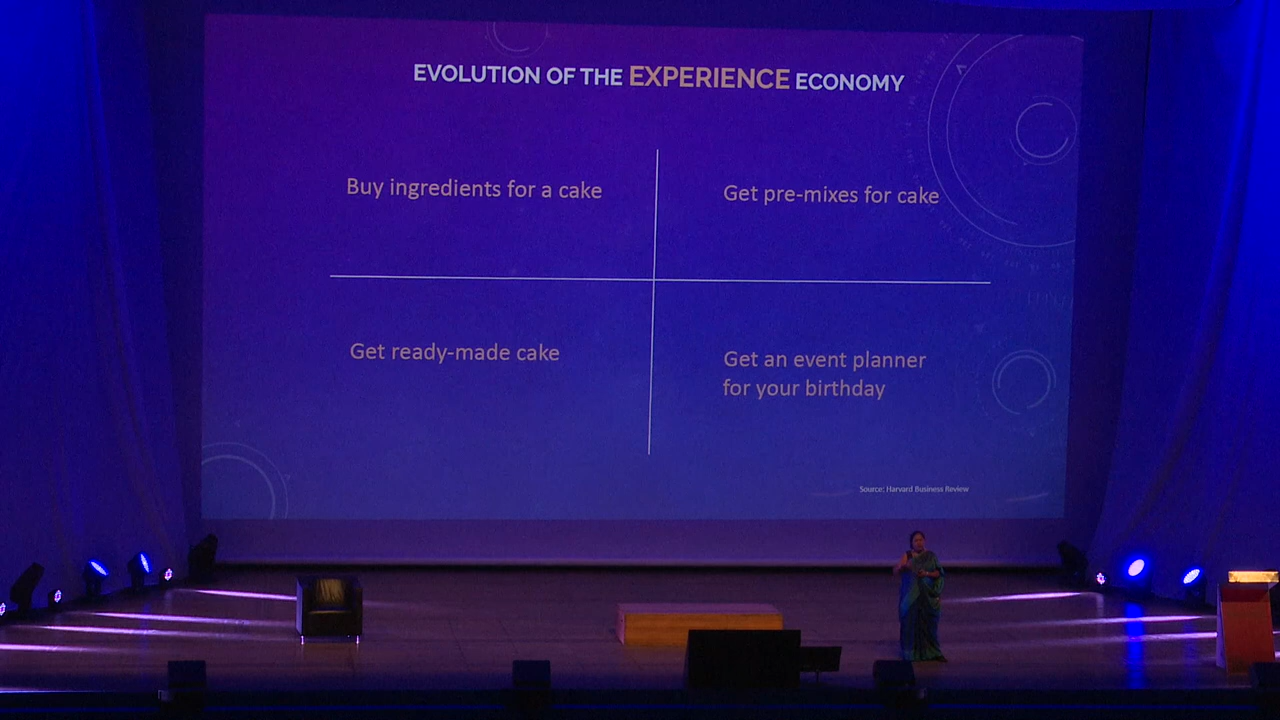 EVOLUTION OF THE EXPERIENCE ECONOMY
Buy ingredients for a cake
Get pre-mixes for cake
Get ready-made cake
Get an event planner
for your birthday
Source: Harvard Business Review